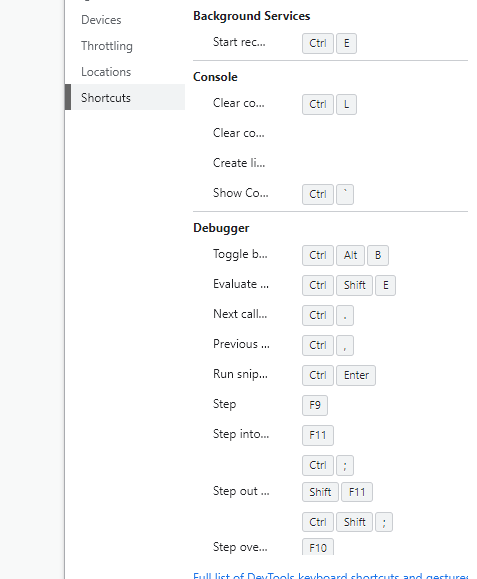 Devices
Throttling
Locations
Shortcuts
Background Services
Start rec... Ctrl E
Console
Clear co... Ctrl L
Clear co...
Create li...
Show Co... Ctrl `
Debugger
Toggle b... Ctrl Alt B
Evaluate ... Ctrl Shift E
Next call... Ctrl .
Previous ... Ctrl ,
Run snip... Ctrl Enter
Step F9
Step into... F11
Ctrl ;
Step out ... Shift F11
Ctrl Shift ;
Step ove... F10
Full list of DevTools keyboard shortcuts and gestures